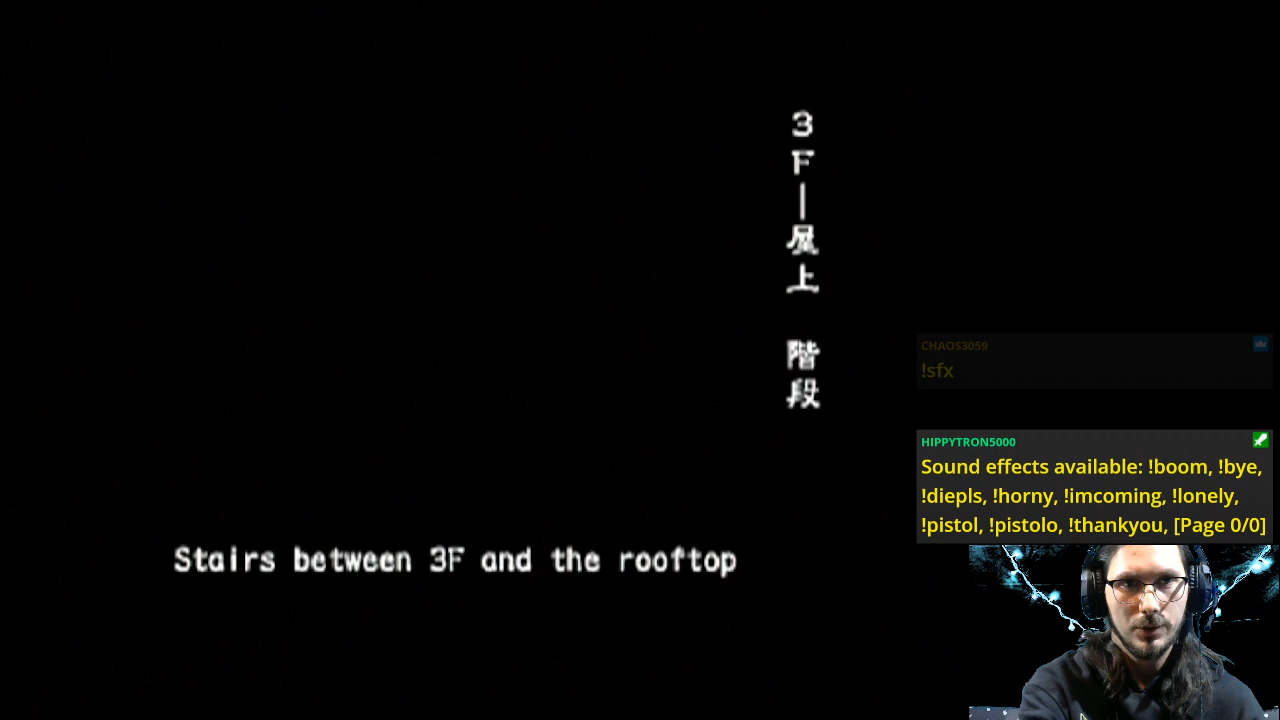 3F―屋上 階段
CHAOS3059
!sfx
HIPPYTRON5000
Sound effects available: !boom, !bye,
!diepls, !horny, !imcoming, !lonely,
!pistol, !pistolo, !thankyou, [Page 0/0]
Stairs between 3F and the rooftop